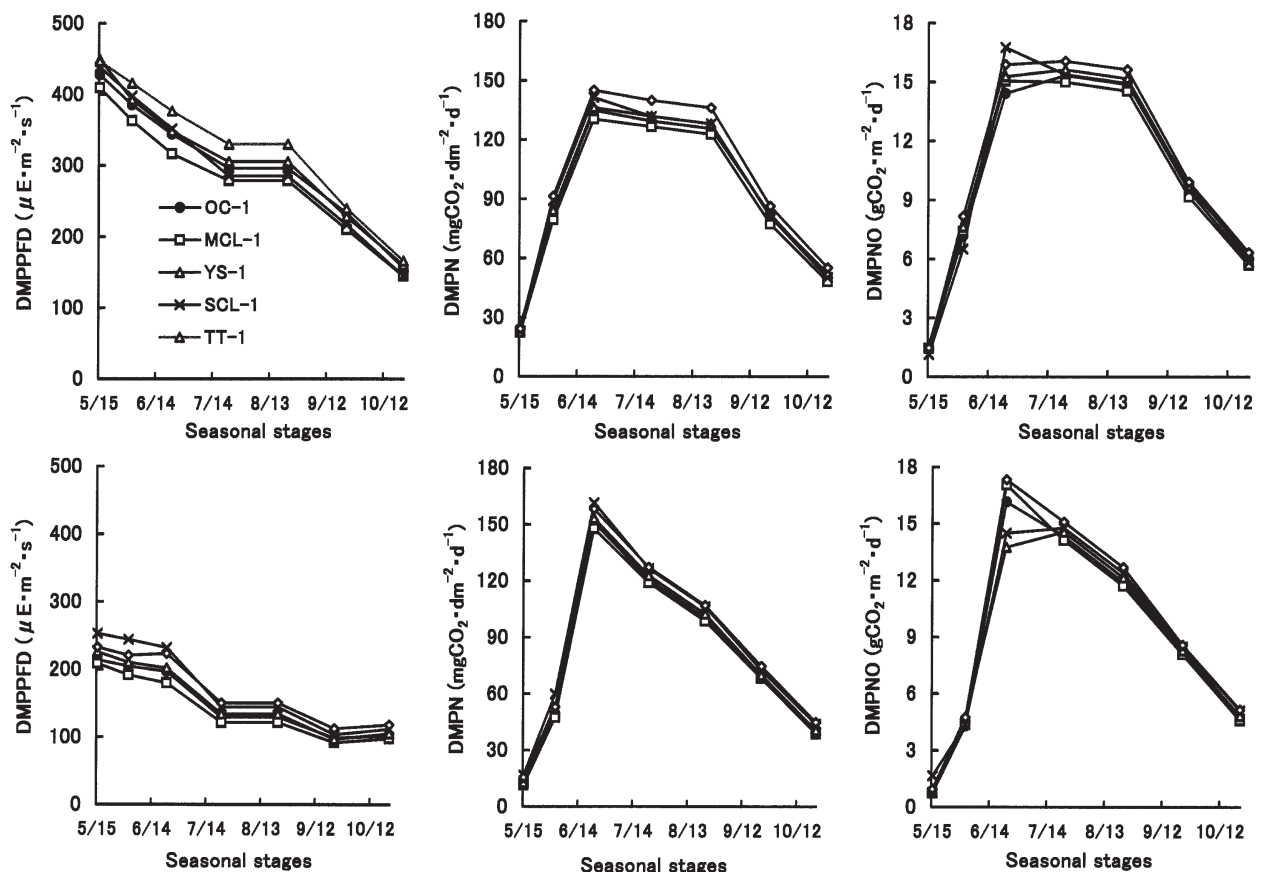 DMPPFD (μE·m⁻²·s⁻¹)
500
400
300
200
100
0
OC-1
MCL-1
YS-1
SCL-1
TT-1
5/15 6/14 7/14 8/13 9/12 10/12
Seasonal stages
DMPN (mgCO₂·dm⁻²·d⁻¹)
180
150
120
90
60
30
0
5/15 6/14 7/14 8/13 9/12 10/12
Seasonal stages
DMPNO (gCO₂·m⁻²·d⁻¹)
18
15
12
9
6
3
0
5/15 6/14 7/14 8/13 9/12 10/12
Seasonal stages
DMPPFD (μE·m⁻²·s⁻¹)
500
400
300
200
100
0
5/15 6/14 7/14 8/13 9/12 10/12
Seasonal stages
DMPN (mgCO₂·dm⁻²·d⁻¹)
180
150
120
90
60
30
0
5/15 6/14 7/14 8/13 9/12 10/12
Seasonal stages
DMPNO (gCO₂·m⁻²·d⁻¹)
18
15
12
9
6
3
0
5/15 6/14 7/14 8/13 9/12 10/12
Seasonal stages